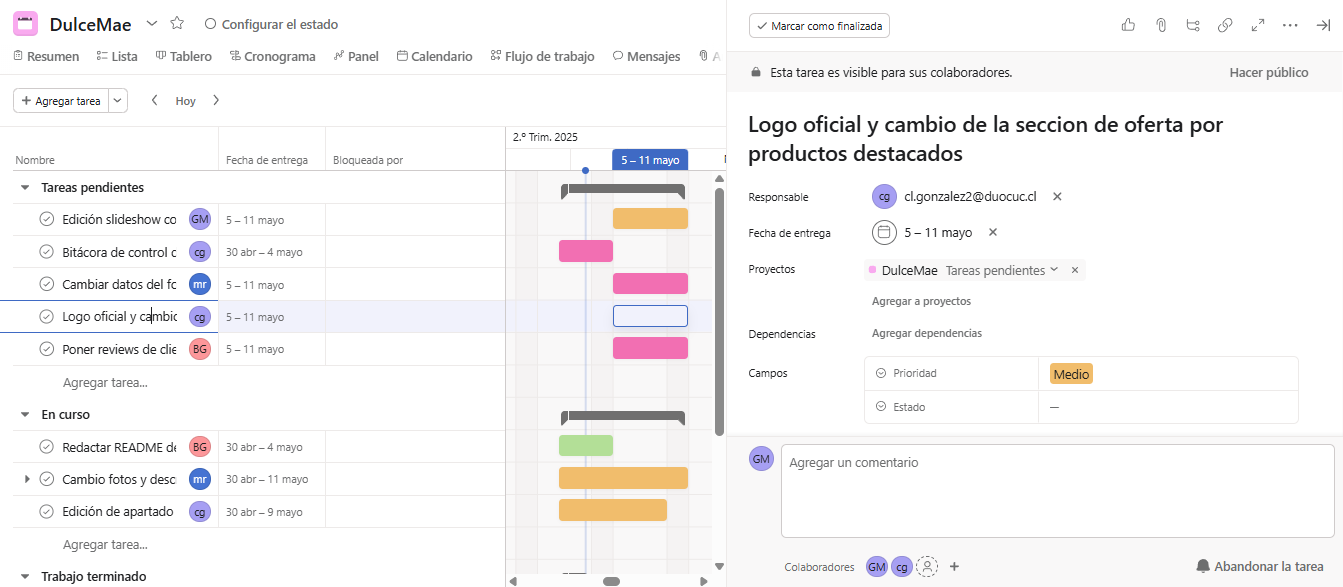 DulceMae
Configurar el estado
Resumen
Lista
Tablero
Cronograma
Panel
Calendario
Flujo de trabajo
Mensajes
A
Agregar tarea
Hoy
2.º Trim. 2025
Nombre
Fecha de entrega
Bloqueada por
5 – 11 mayo
Tareas pendientes
Edición slideshow co
GM
5 – 11 mayo
Bitácora de control c
cg
30 abr – 4 mayo
Cambiar datos del fo
mr
5 – 11 mayo
Logo oficial y cambio
cg
5 – 11 mayo
Poner reviews de clie
BG
5 – 11 mayo
Agregar tarea...
En curso
Redactar README de
BG
30 abr – 4 mayo
Cambio fotos y desc
mr
30 abr – 11 mayo
Edición de apartado
cg
30 abr – 9 mayo
Agregar tarea...
Trabajo terminado
Marcar como finalizada
Esta tarea es visible para sus colaboradores.
Hacer público
Logo oficial y cambio de la seccion de oferta por
productos destacados
Responsable
cg
cl.gonzalez2@duocuc.cl
Fecha de entrega
5 – 11 mayo
Proyectos
DulceMae
Tareas pendientes
Agregar a proyectos
Dependencias
Agregar dependencias
Campos
Prioridad
Medio
Estado
—
GM
Agregar un comentario
Colaboradores
GM
cg
Abandonar la tarea